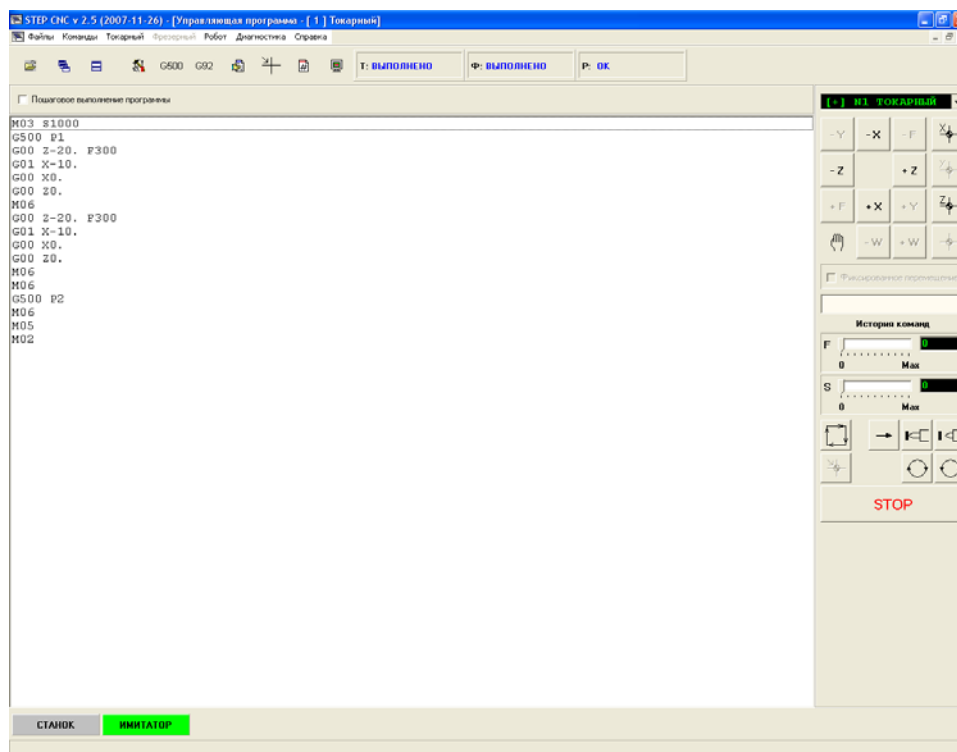 STEP CNC v 2.5 (2007-11-26) - [Управляющая программа - [ 1 ] Токарный]
Файлы Команды Токарный Фрезерный Робот Диагностика Справка
G500 G92 Т: ВЫПОЛНЕНО Ф: ВЫПОЛНЕНО Р: ОК
Пошаговое выполнение программы
[+] N1 ТОКАРНЫЙ
M03 S1000
G500 P1
G00 Z-20. F300
G01 X-10.
G00 X0.
G00 Z0.
M06
G00 Z-20. F300
G01 X-10.
G00 X0.
G00 Z0.
M06
M06
G500 P2
M06
M05
M02
-Y -X -F X
-Z +Z Y
+F +X +Y Z
-W +W
Фиксированное перемещение
История команд
F 0
0 Max
S 0
0 Max
STOP
СТАНОК ИМИТАТОР